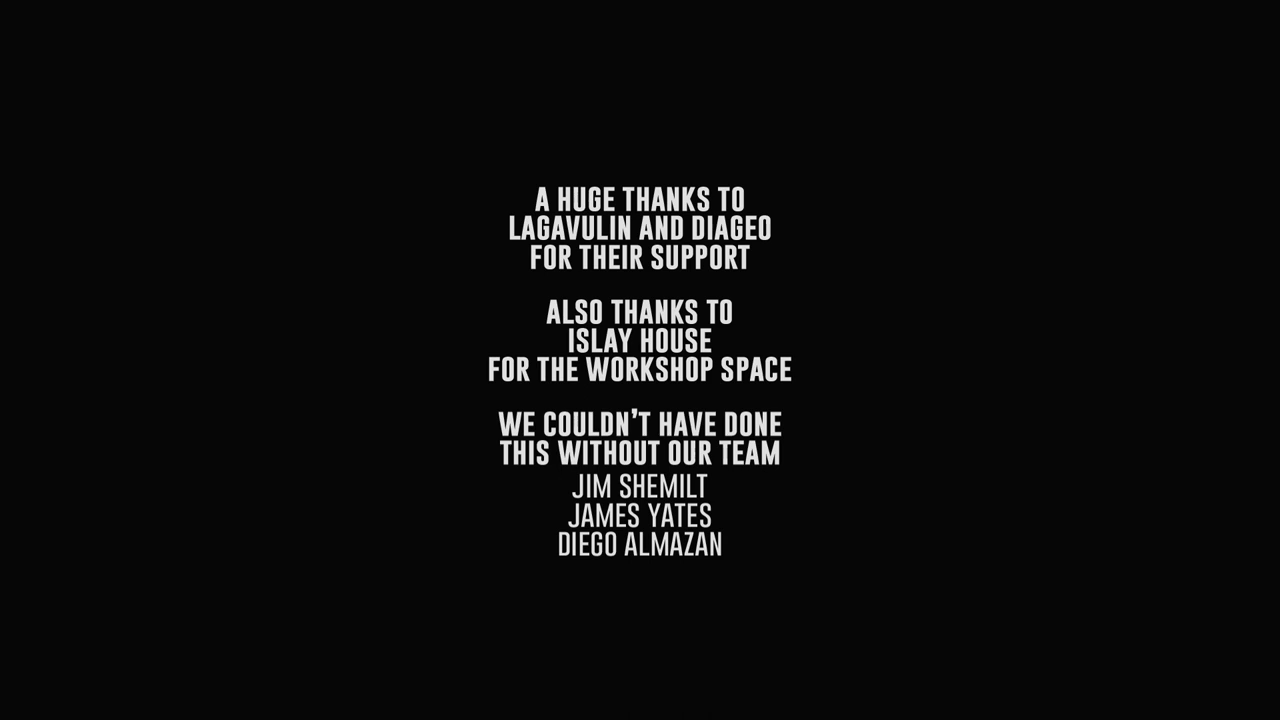 A HUGE THANKS TO
LAGAVULIN AND DIAGEO
FOR THEIR SUPPORT
ALSO THANKS TO
ISLAY HOUSE
FOR THE WORKSHOP SPACE
WE COULDN'T HAVE DONE
THIS WITHOUT OUR TEAM
JIM SHEMILT
JAMES YATES
DIEGO ALMAZAN